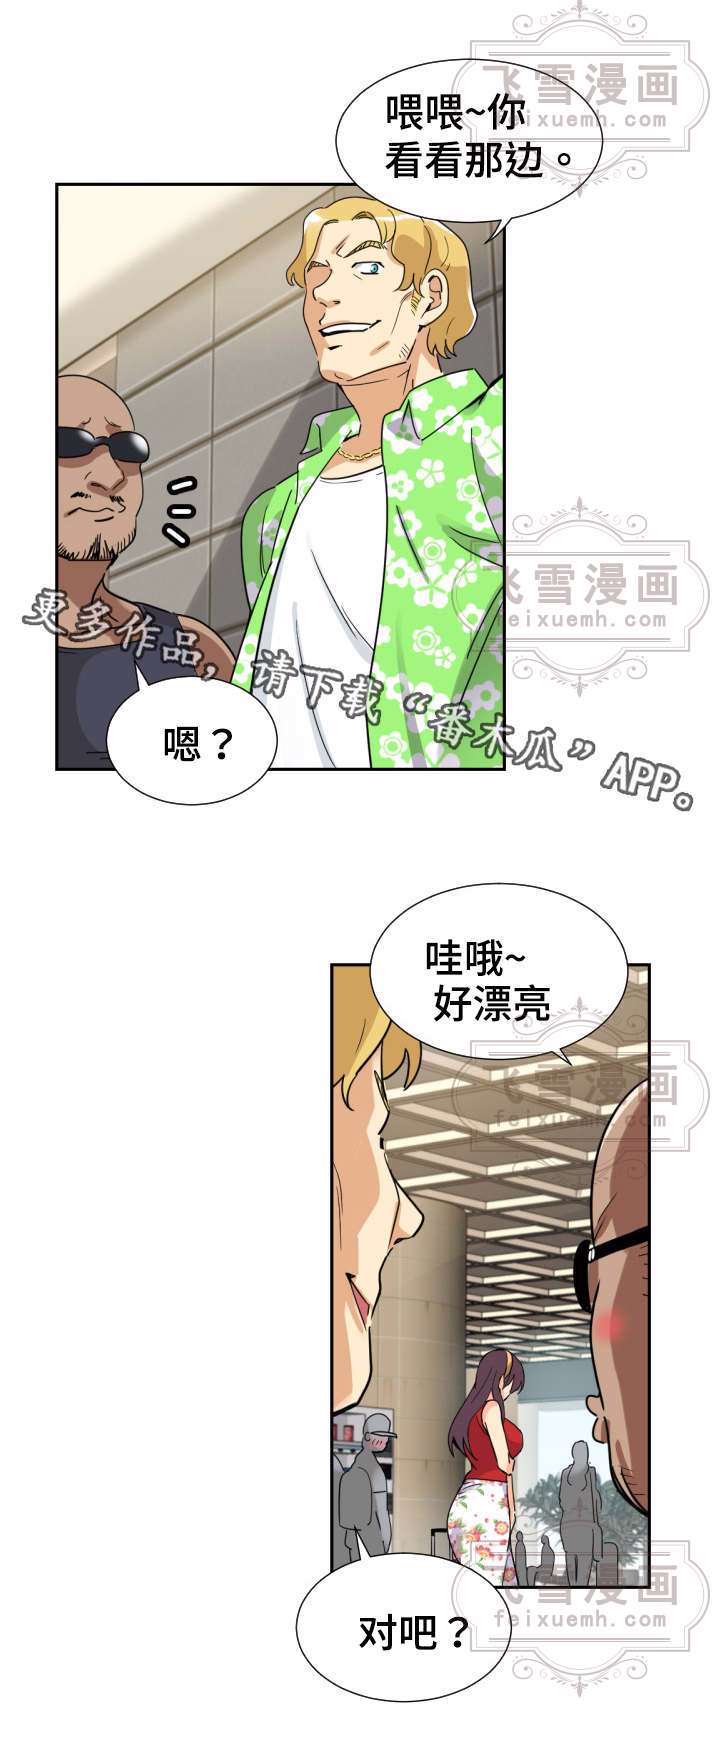 飞雪漫画
feixuemh.com
喂喂~你
看看那边。
飞雪漫画
feixuemh.com
更多作品，请下载“番木瓜”APP。
嗯？
哇哦~
好漂亮
飞雪漫画
feixuemh.com
飞雪漫画
feixuemh.com
对吧？